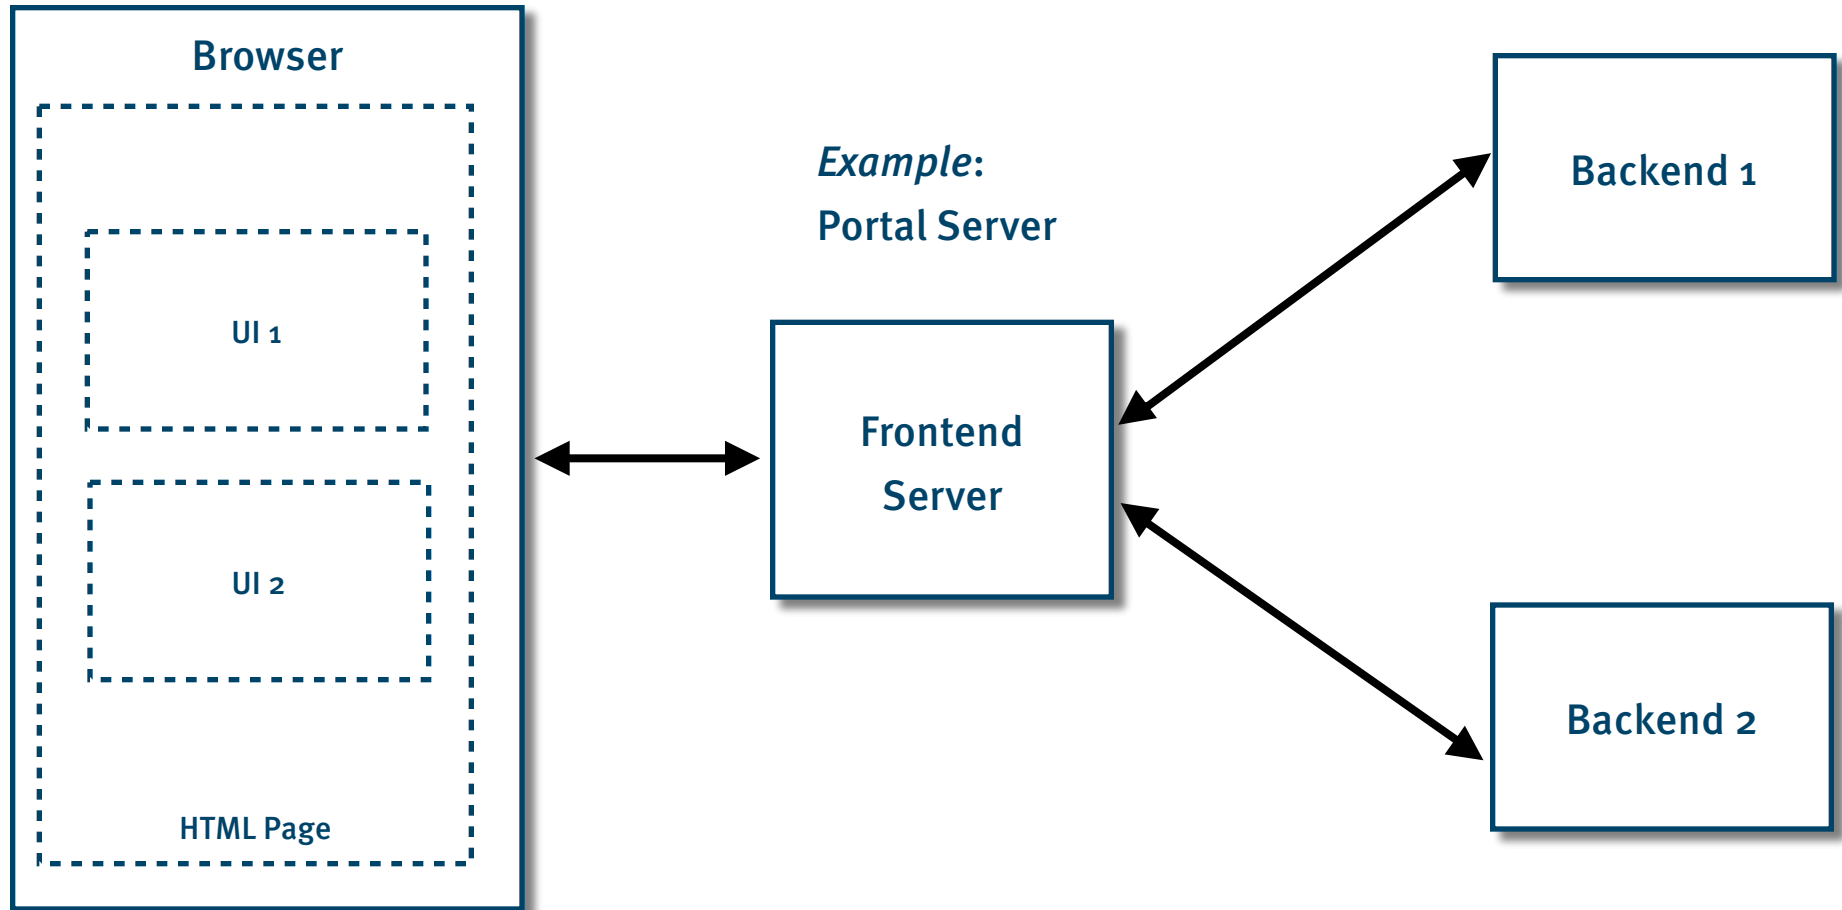 Browser
UI 1
UI 2
HTML Page
Example:
Portal Server
Frontend
Server
Backend 1
Backend 2